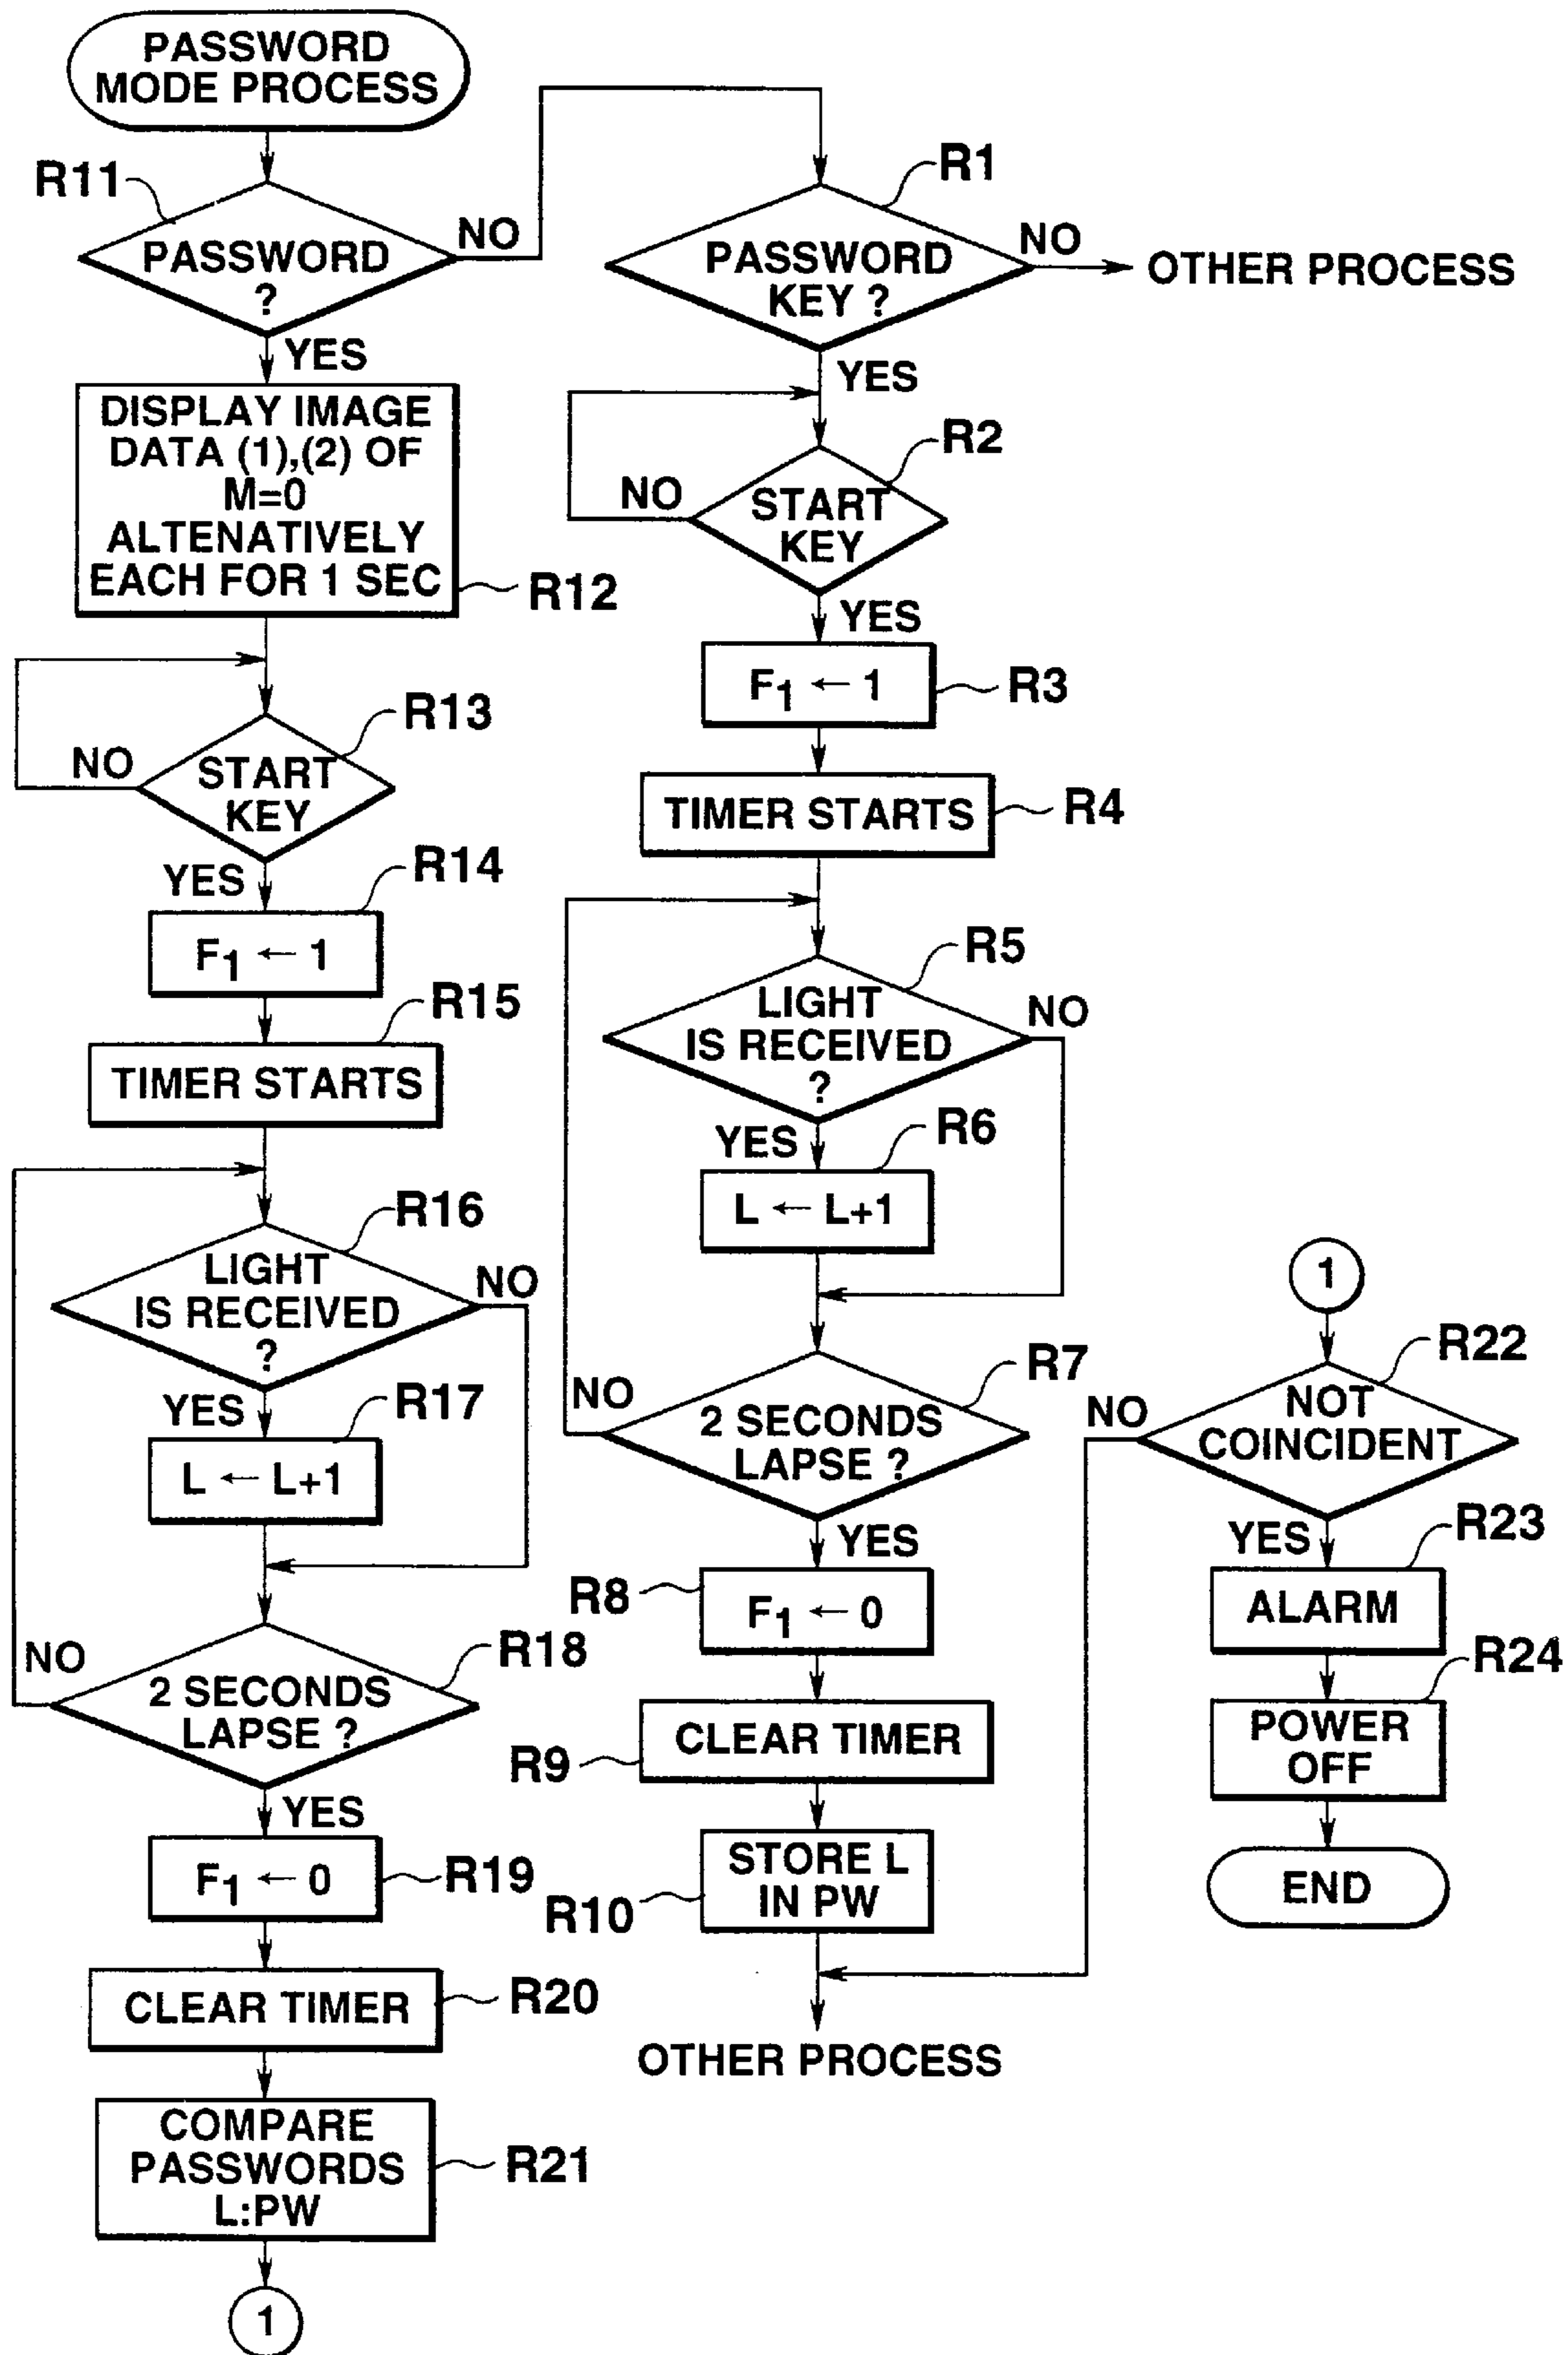 PASSWORD
MODE PROCESS
R11
PASSWORD
?
NO
YES
DISPLAY IMAGE
DATA (1),(2) OF
M=0
ALTENATIVELY
EACH FOR 1 SEC
R12
R13
START
KEY
NO
YES
R14
F1 ← 1
R15
TIMER STARTS
R16
LIGHT
IS RECEIVED
?
NO
YES
R17
L ← L+1
R18
2 SECONDS
LAPSE ?
NO
YES
F1 ← 0
R19
CLEAR TIMER
R20
COMPARE
PASSWORDS
L:PW
R21
1
R1
PASSWORD
KEY ?
NO
OTHER PROCESS
YES
R2
START
KEY
NO
YES
F1 ← 1
R3
TIMER STARTS
R4
R5
LIGHT
IS RECEIVED
?
NO
YES
R6
L ← L+1
R7
2 SECONDS
LAPSE ?
NO
YES
R8
F1 ← 0
R9
CLEAR TIMER
R10
STORE L
IN PW
OTHER PROCESS
1
R22
NOT
COINCIDENT
NO
YES
R23
ALARM
R24
POWER
OFF
END